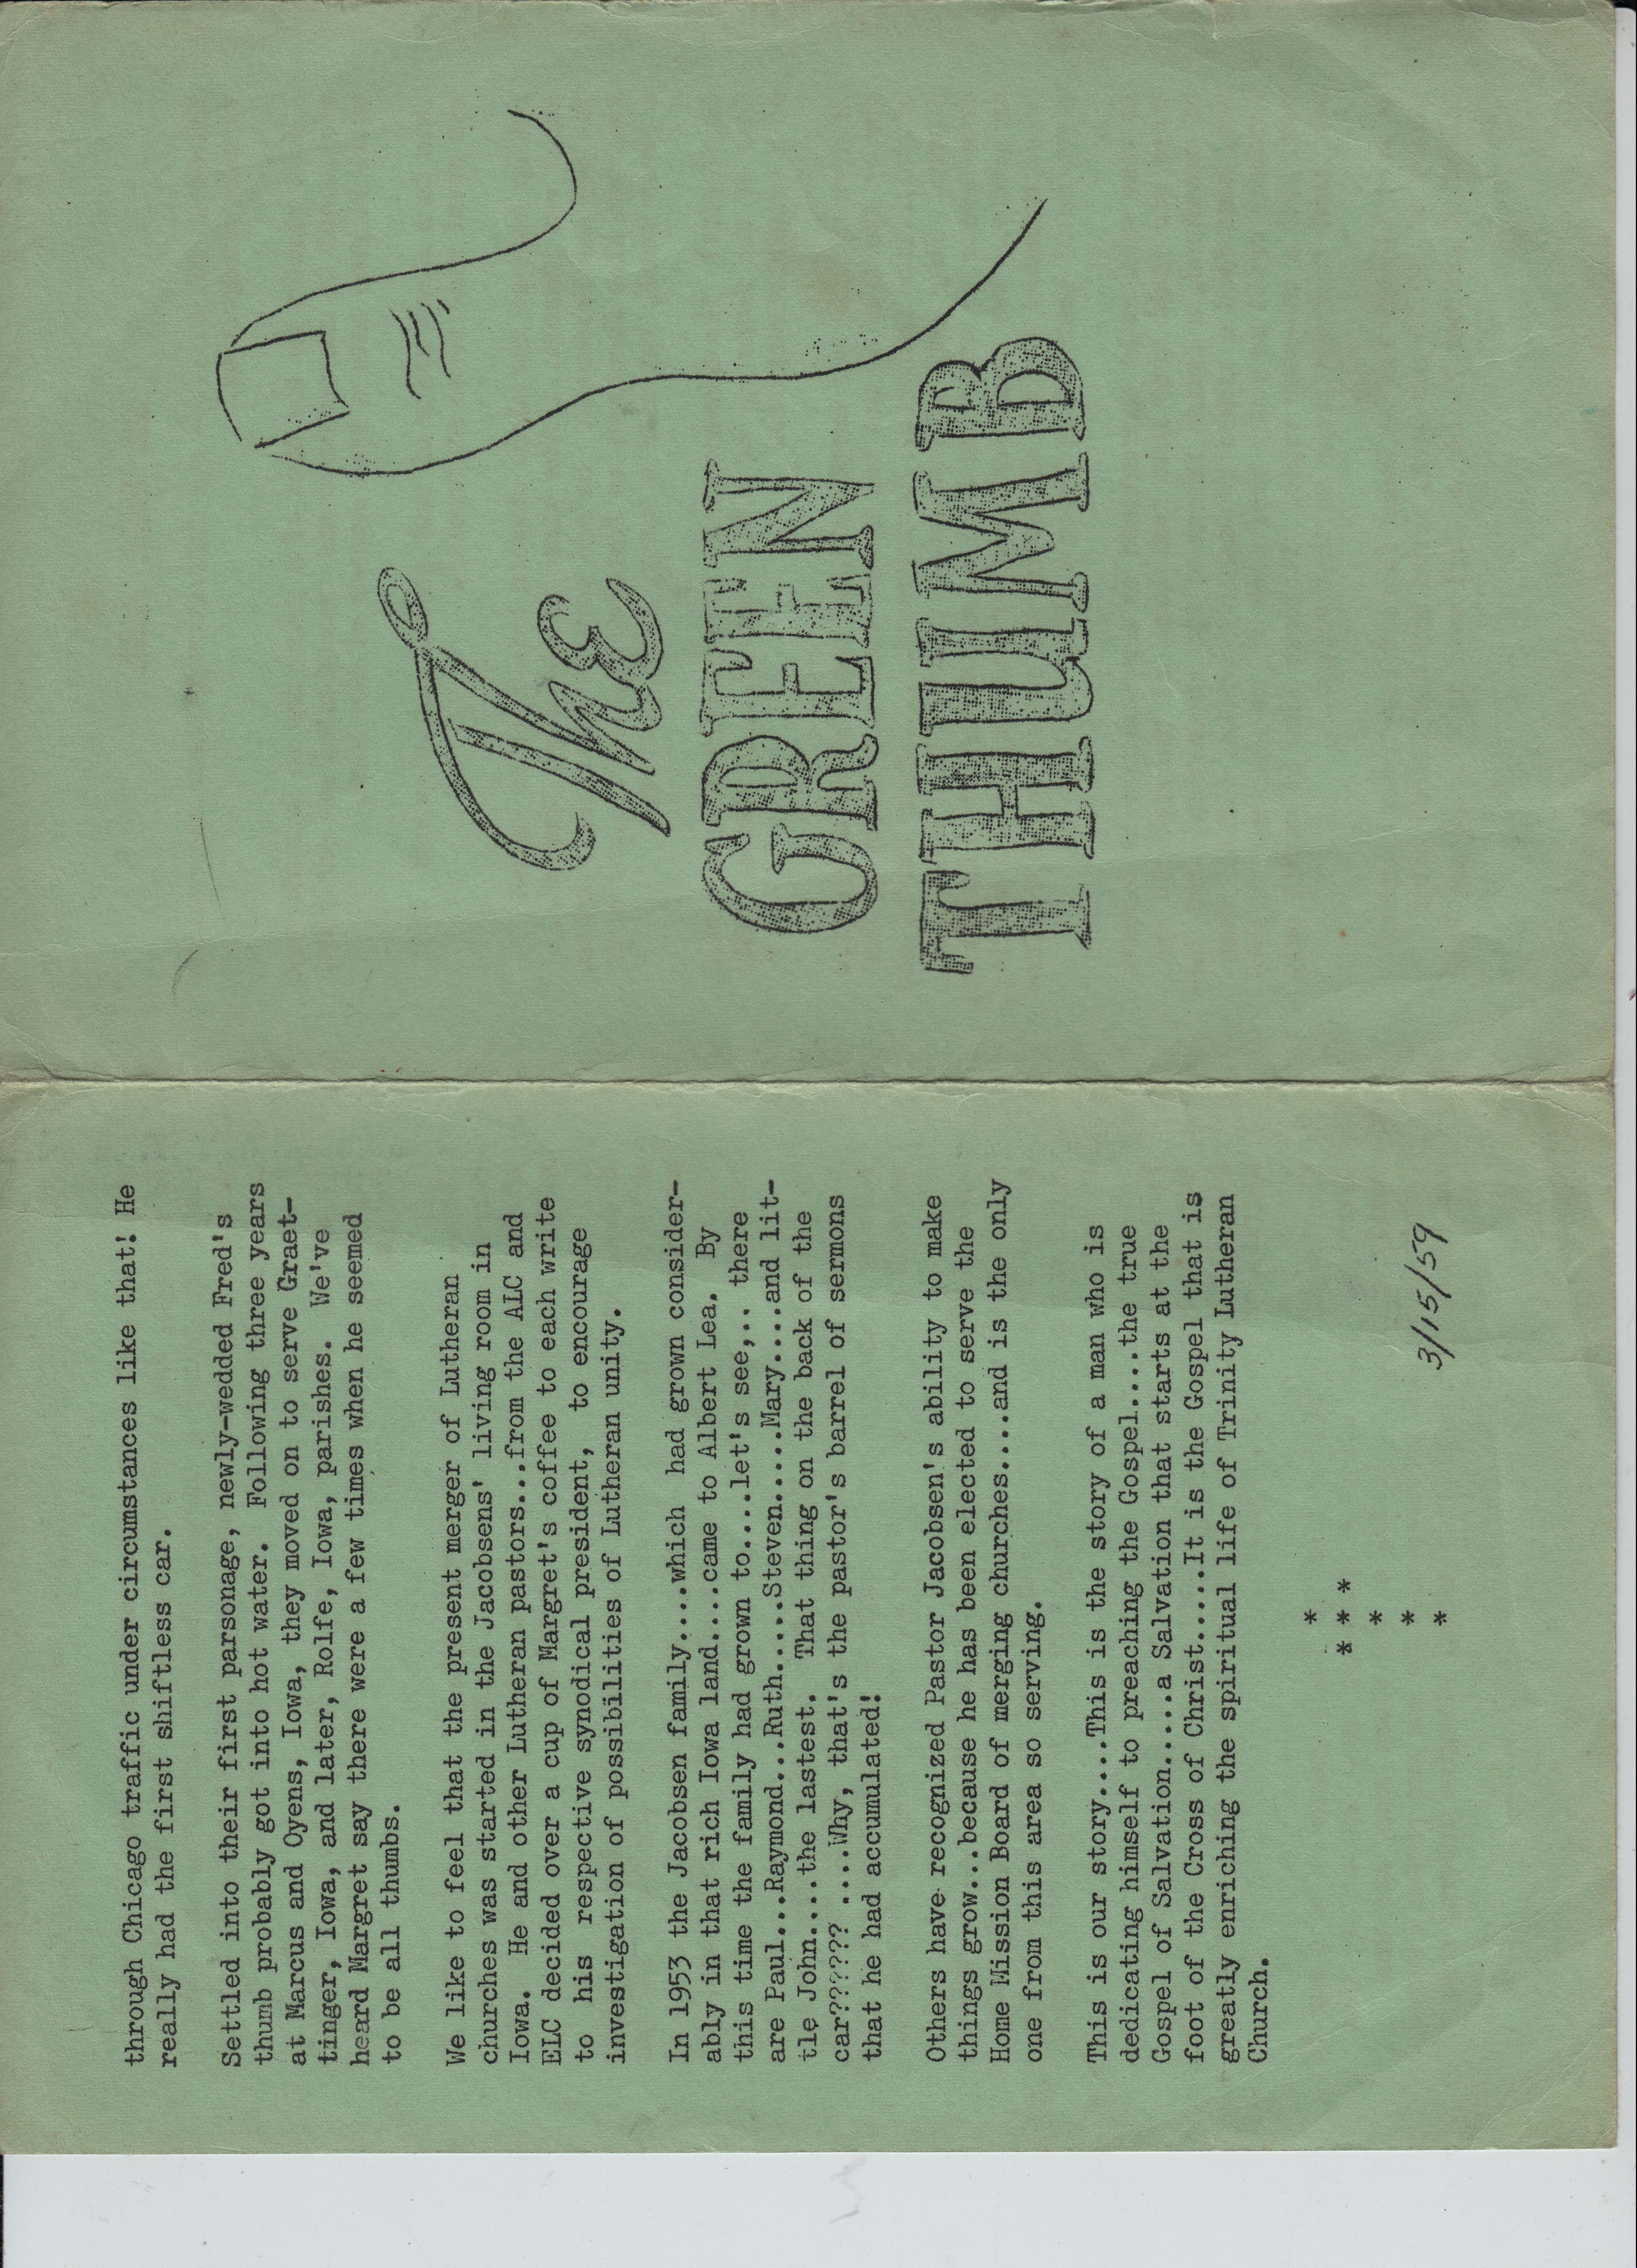 through Chicago traffic under circumstances like that! He
really had the first shiftless car.
Settled into their first parsonage, newly-wedded Fred's
thumb probably got into hot water. Following three years
at Marcus and Oyens, Iowa, they moved on to serve Graet-
tinger, Iowa, and later, Rolfe, Iowa, parishes. We've
heard Margret say there were a few times when he seemed
to be all thumbs.
We like to feel that the present merger of Lutheran
churches was started in the Jacobsens' living room in
Iowa. He and other Lutheran pastors...from the ALC and
ELC decided over a cup of Margret's coffee to each write
to his respective synodical president, to encourage
investigation of possibilities of Lutheran unity.
In 1953 the Jacobsen family....which had grown consider-
ably in that rich Iowa land....came to Albert Lea. By
this time the family had grown to....let's see,.. there
are Paul...Raymond...Ruth.....Steven.....Mary....and lit-
tle John.....the lastest. That thing on the back of the
car?????? .....Why, that's the pastor's barrel of sermons
that he had accumulated!
Others have recognized Pastor Jacobsen's ability to make
things grow...because he has been elected to serve the
Home Mission Board of merging churches.....and is the only
one from this area so serving.
This is our story....This is the story of a man who is
dedicating himself to preaching the Gospel....the true
Gospel of Salvation.....a Salvation that starts at the
foot of the Cross of Christ.....It is the Gospel that is
greatly enriching the spiritual life of Trinity Lutheran
Church.
*
* * *
*
*
*
3/15/59
The
GREEN
THUMB